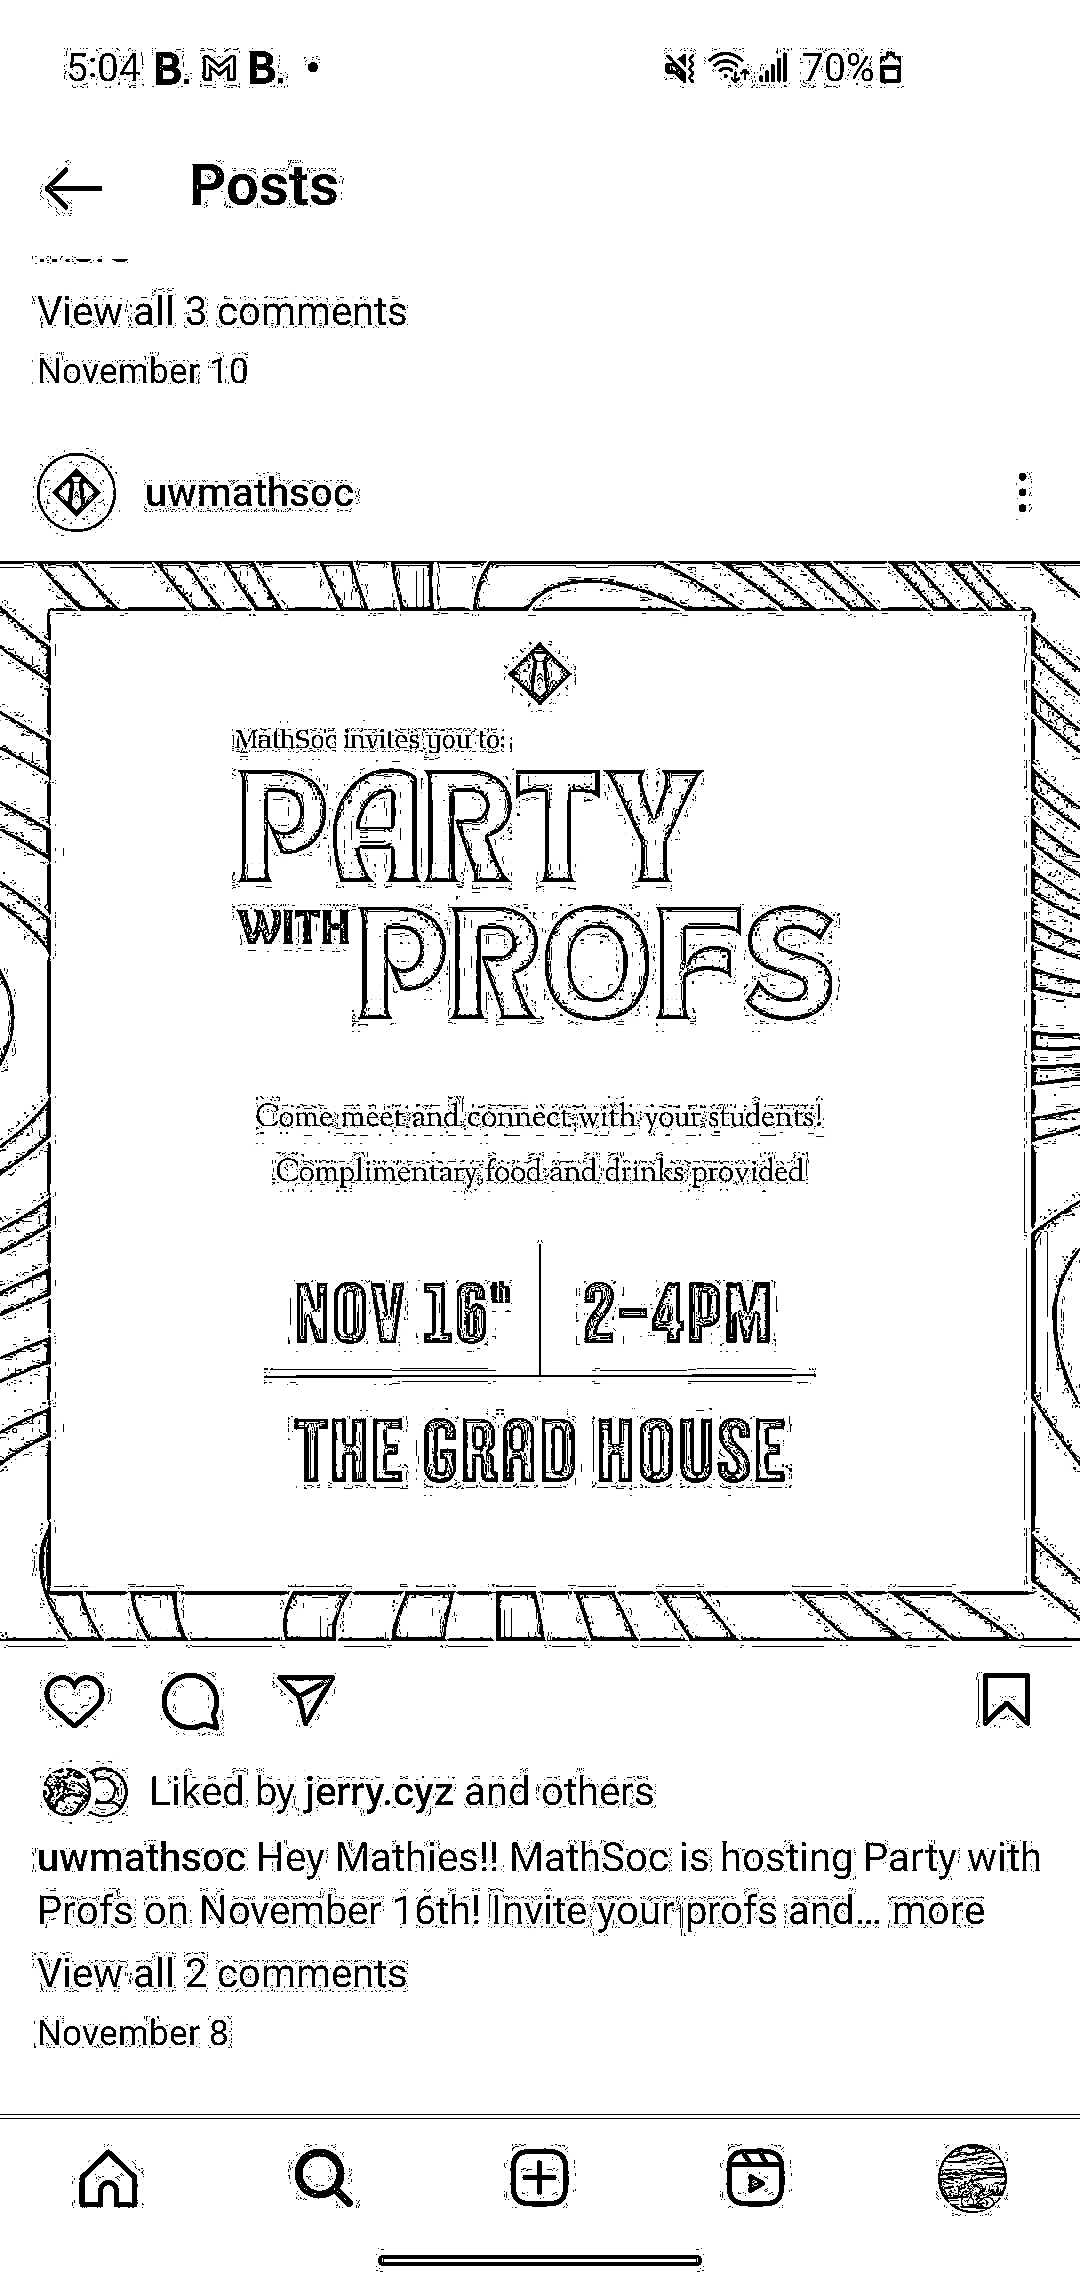 5:04 B. M B. •
70%
Posts
View all 3 comments
November 10
uwmathsoc
MathSoc invites you to:
PARTY
WITH PROFS
Come meet and connect with your students!
Complimentary food and drinks provided
NOV 16th
2-4PM
THE GRAD HOUSE
Liked by jerry.cyz and others
uwmathsoc Hey Mathies!! MathSoc is hosting Party with
Profs on November 16th! Invite your profs and... more
View all 2 comments
November 8